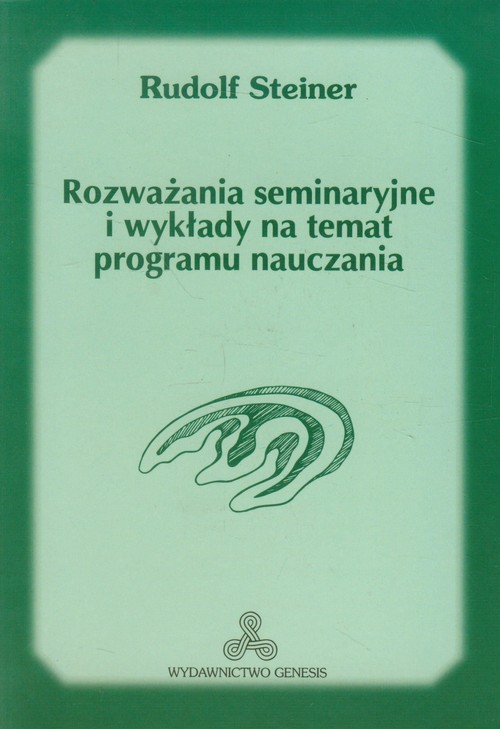 Rudolf Steiner
Rozważania seminaryjne
i wykłady na temat
programu nauczania
WYDAWNICTWO GENESIS